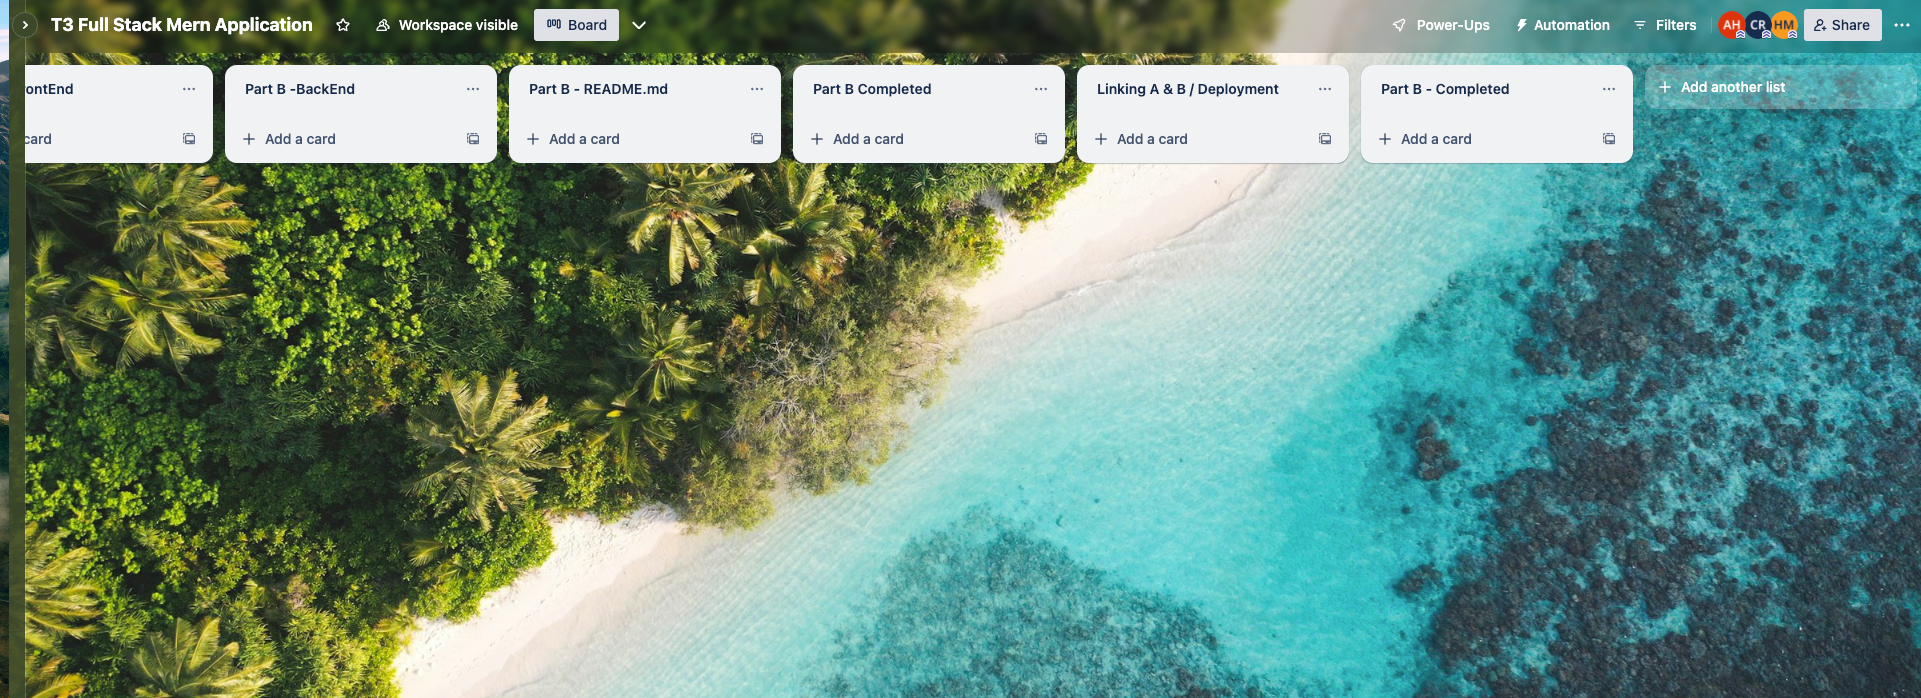 T3 Full Stack Mern Application
Workspace visible
Board
Power-Ups
Automation
Filters
AH
CR
HM
Share
ontEnd
card
Part B -BackEnd
Add a card
Part B - README.md
Add a card
Part B Completed
Add a card
Linking A & B / Deployment
Add a card
Part B - Completed
Add a card
Add another list